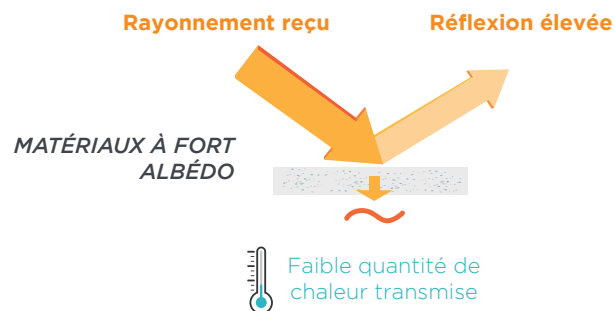 Rayonnement reçu
Réflexion élevée
MATÉRIAUX À FORT
ALBÉDO
Faible quantité de
chaleur transmise